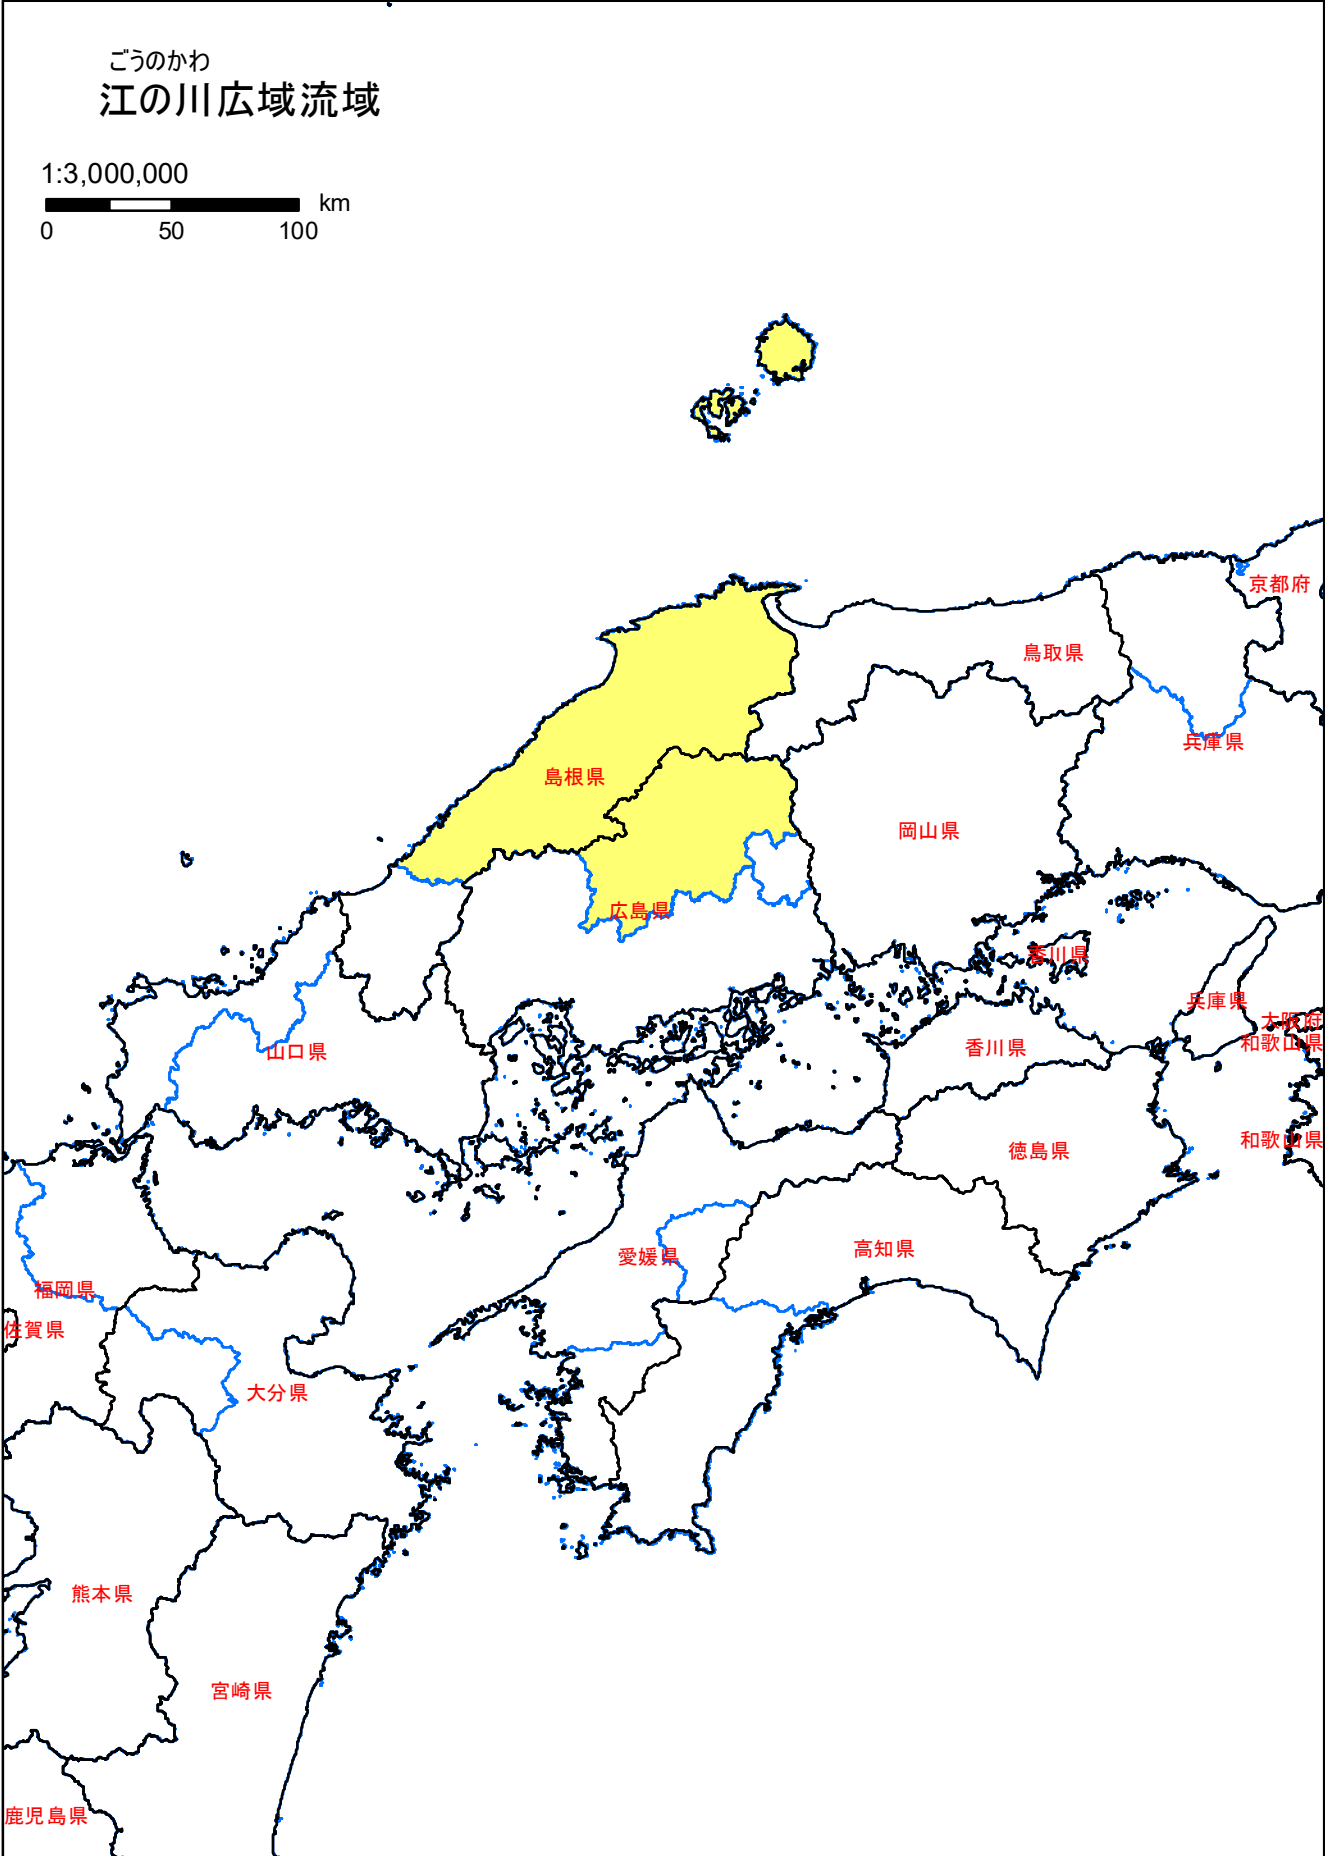 ごうのかわ
江の川広域流域
1:3,000,000
km
0 50 100
京都府
鳥取県
兵庫県
島根県
岡山県
広島県
香川県
兵庫県
大阪府
和歌山県
山口県
香川県
和歌山県
徳島県
愛媛県
高知県
福岡県
佐賀県
大分県
熊本県
宮崎県
鹿児島県